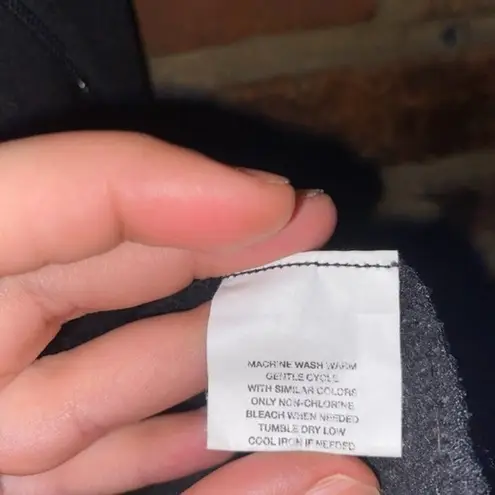 MACHINE WASH WARM
GENTLE CYCLE
WITH SIMILAR COLORS
ONLY NON-CHLORINE
BLEACH WHEN NEEDED
TUMBLE DRY LOW
COOL IRON IF NEEDED